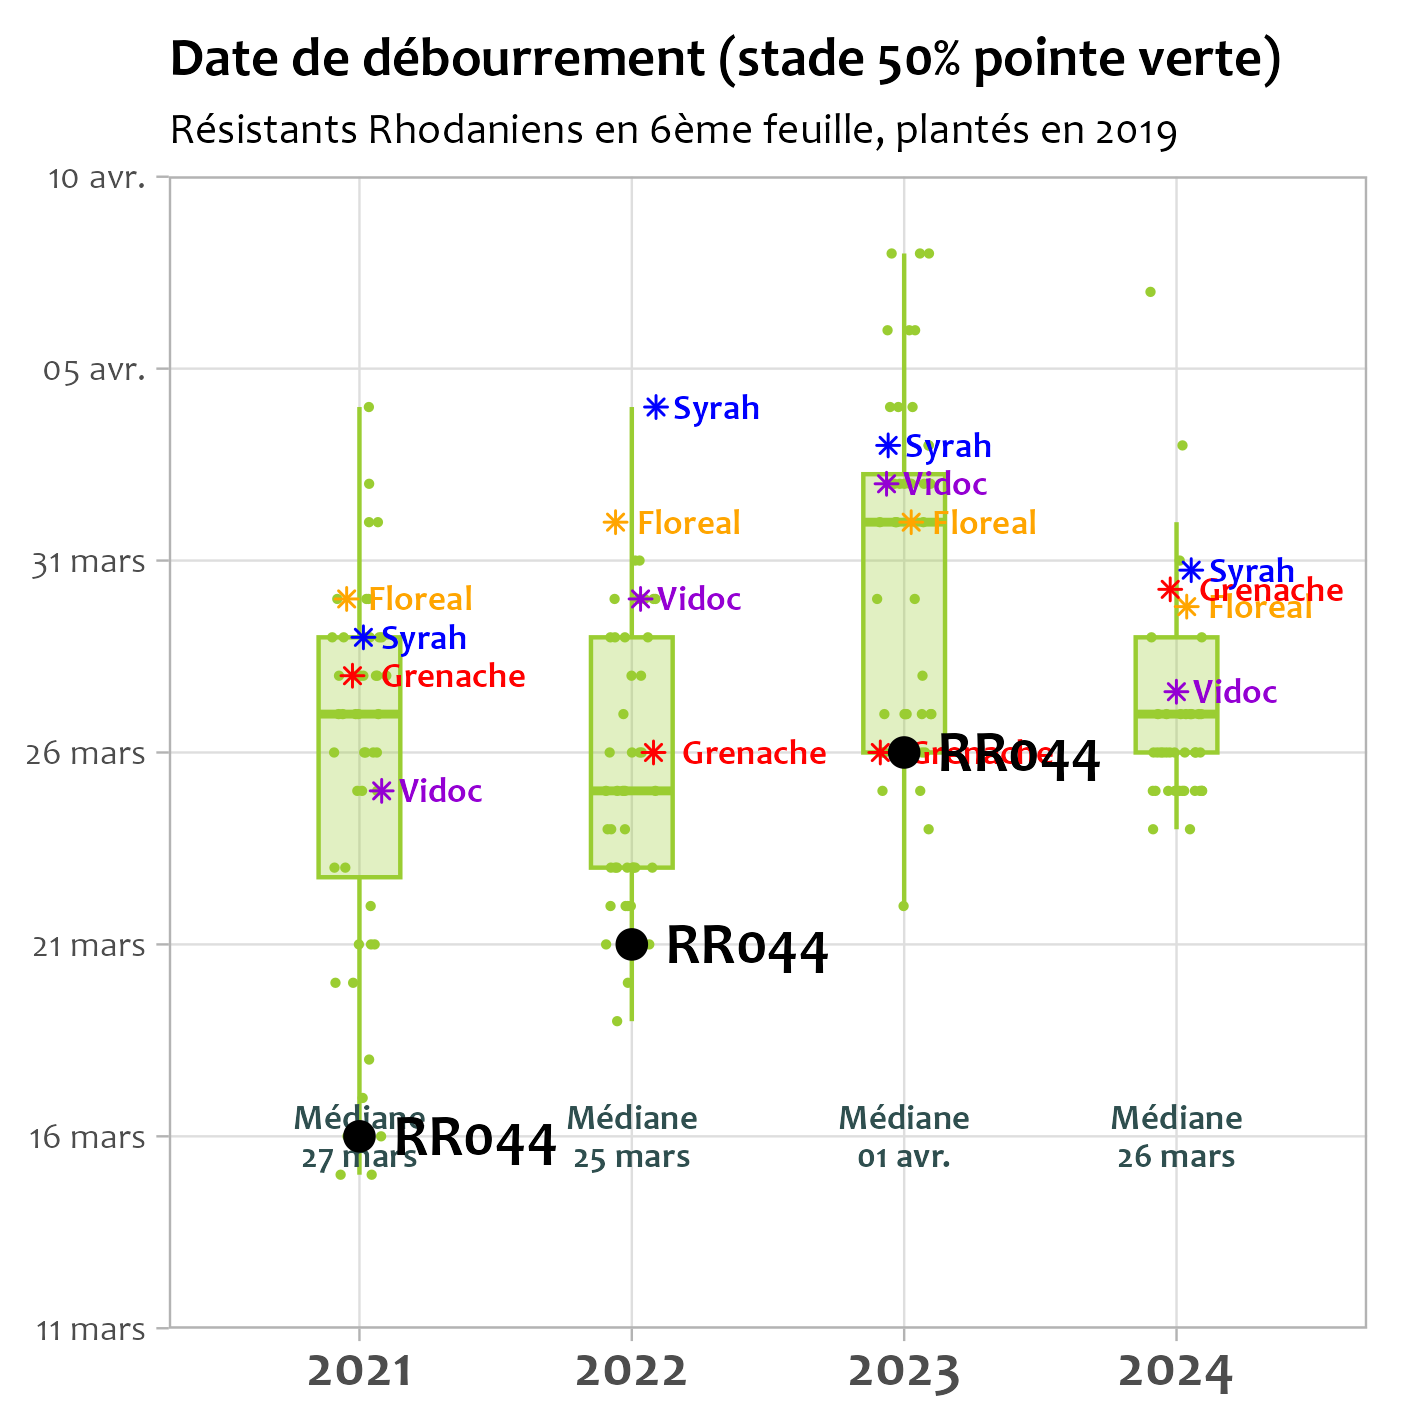 Date de débourrement (stade 50% pointe verte)
Résistants Rhodaniens en 6ème feuille, plantés en 2019
10 avr.
05 avr.
31 mars
26 mars
21 mars
16 mars
11 mars
Floreal
Syrah
Grenache
Vidoc
RR044
Médiane
27 mars
Syrah
Floreal
Vidoc
Grenache
RR044
Médiane
25 mars
Syrah
Vidoc
Floreal
Grenache
RR044
Médiane
01 avr.
Syrah
Grenache
Floreal
Vidoc
Médiane
26 mars
2021
2022
2023
2024